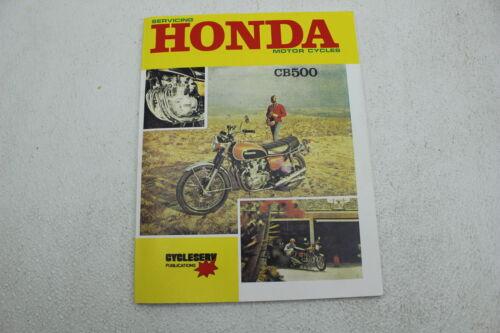 SERVICING
HONDA
MOTOR CYCLES
CB500
CYCLESERV
PUBLICATIONS